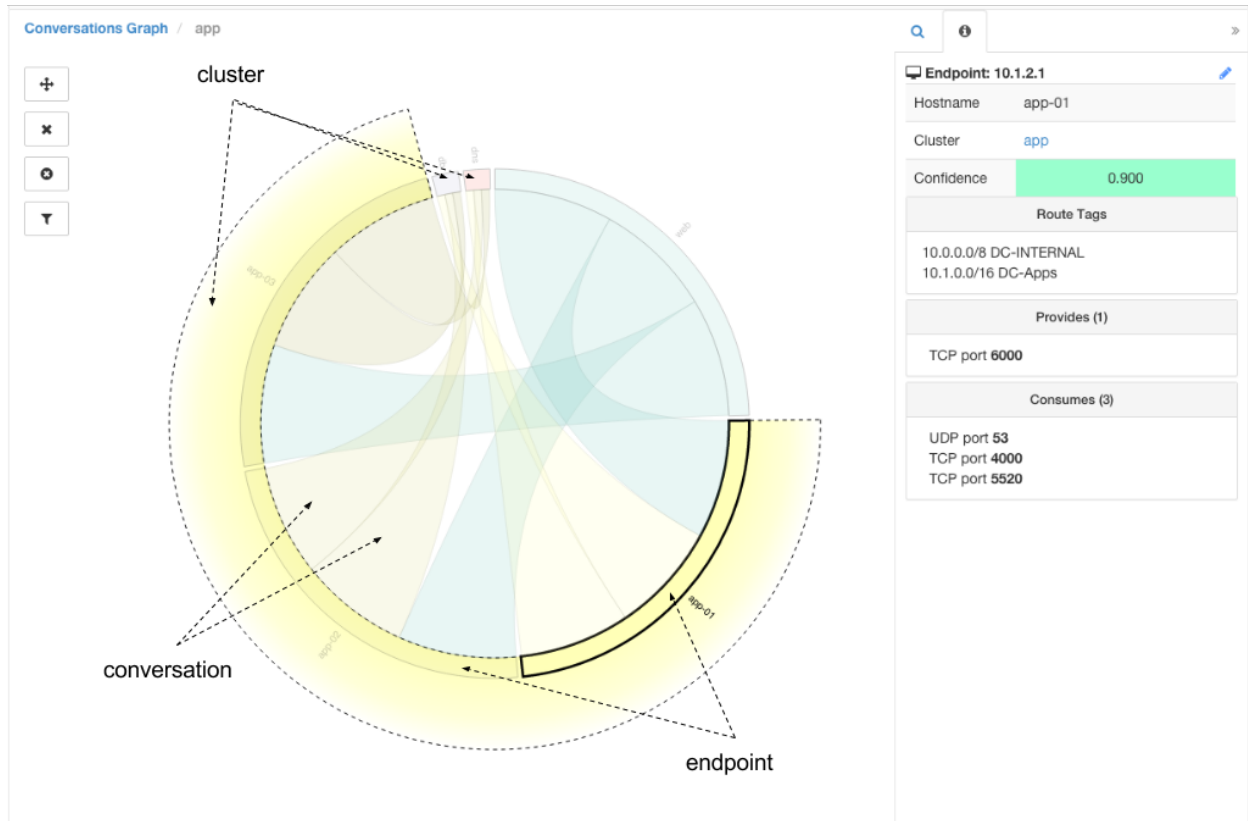 Conversations Graph / app
cluster
db
dns
web
app-03
app-01
app-02
conversation
endpoint
»
Endpoint: 10.1.2.1
Hostname app-01
Cluster app
Confidence 0.900
Route Tags
10.0.0.0/8 DC-INTERNAL
10.1.0.0/16 DC-Apps
Provides (1)
TCP port 6000
Consumes (3)
UDP port 53
TCP port 4000
TCP port 5520